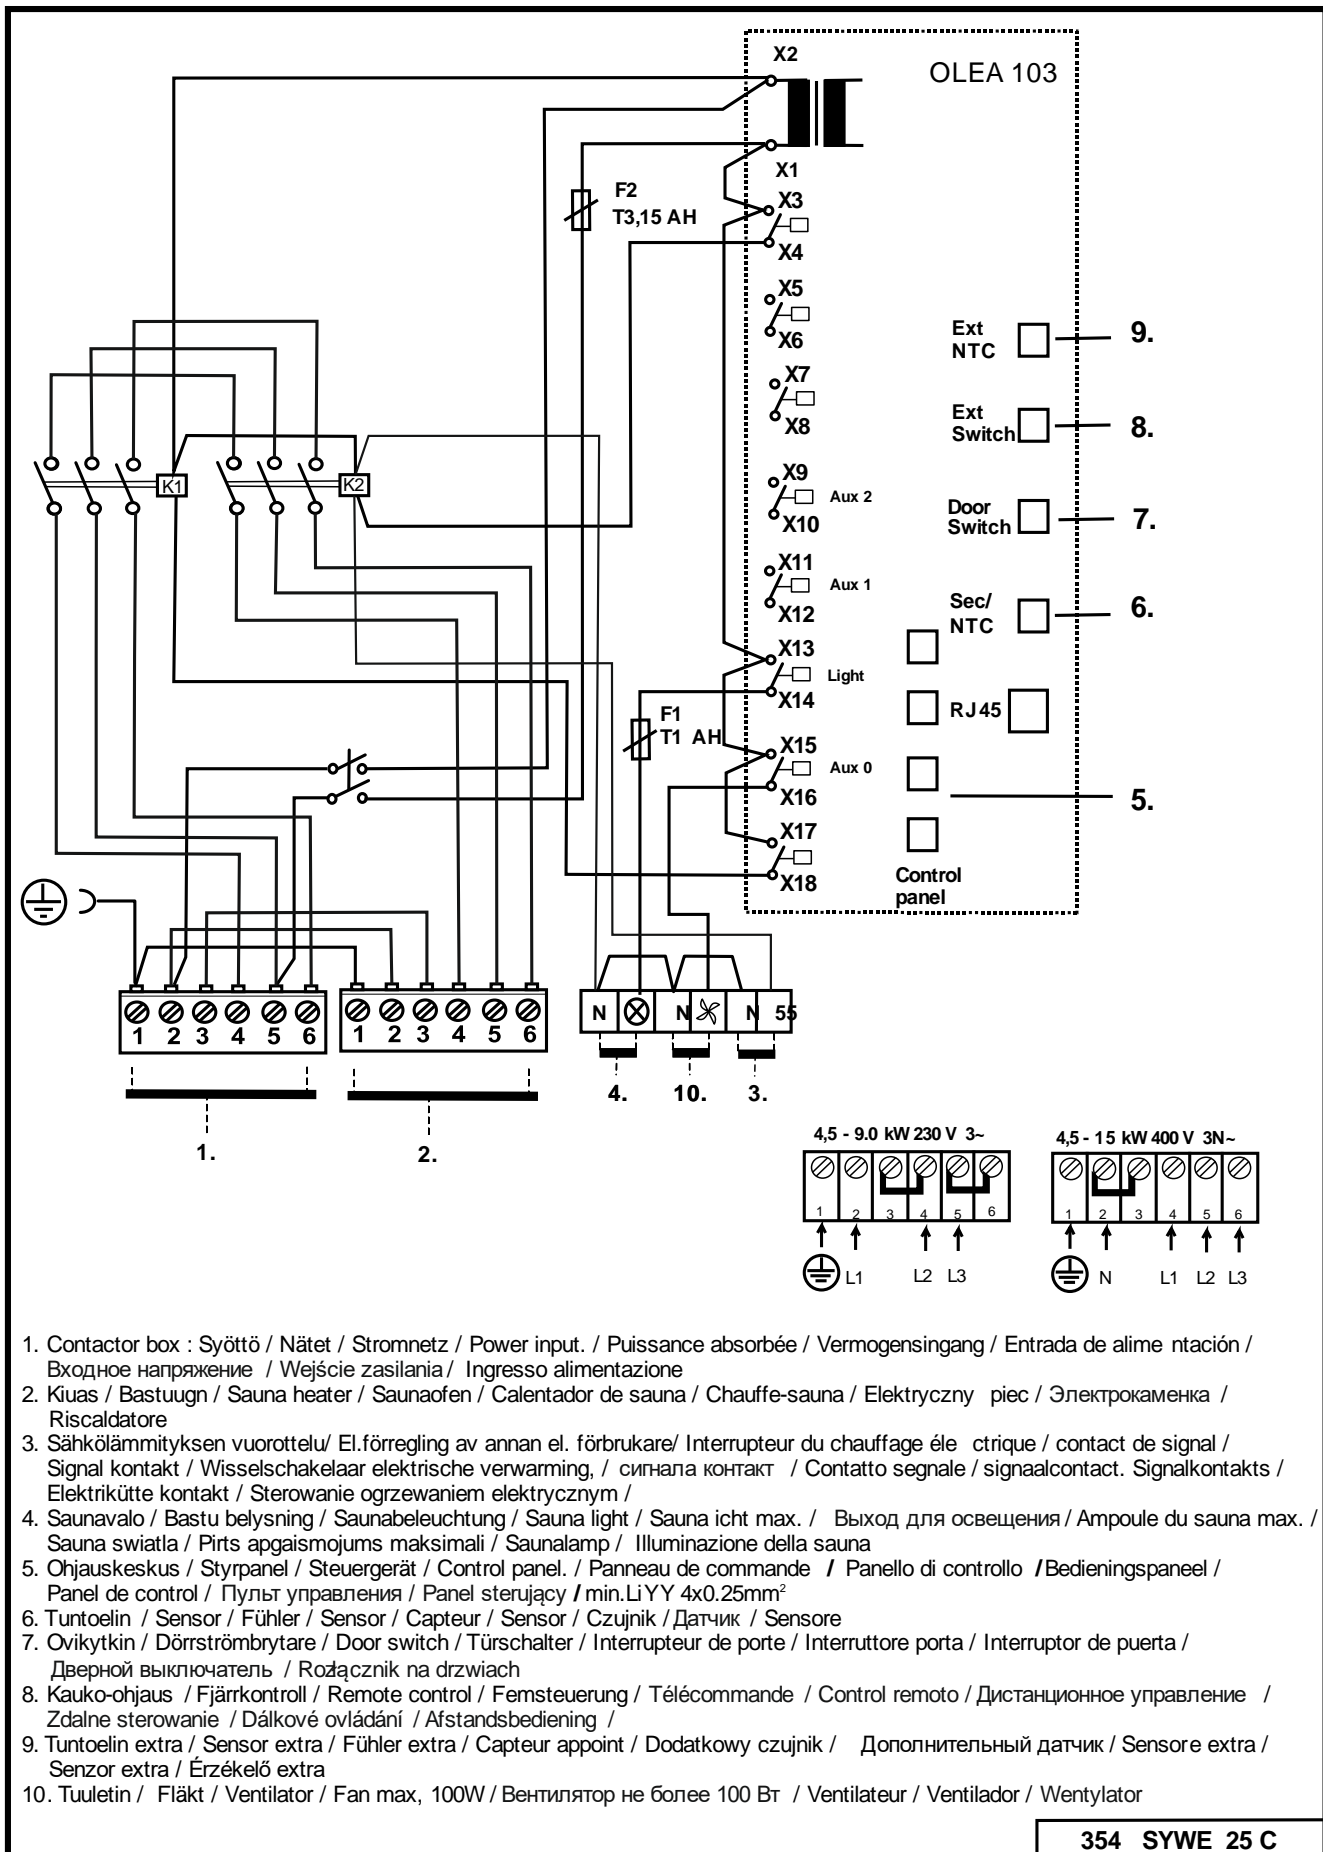 X2
OLEA 103
X1
F2
T3,15 AH
X3
X4
X5
X6
Ext
NTC
9.
X7
X8
Ext
Switch
8.
K1
K2
X9
Aux 2
X10
Door
Switch
7.
X11
Aux 1
X12
Sec/
NTC
6.
X13
Light
X14
RJ45
F1
T1 AH
X15
Aux 0
X16
5.
X17
X18
Control
panel
N N N 55
1 2 3 4 5 6
1 2 3 4 5 6
4. 10. 3.
1. 2.
4,5 - 9.0 kW 230 V 3~
4,5 - 15 kW 400 V 3N~
1 2 3 4 5 6
1 2 3 4 5 6
L1 L2 L3
N L1 L2 L3
1. Contactor box : Syöttö / Nätet / Stromnetz / Power input. / Puissance absorbée / Vermogensingang / Entrada de alime ntación /
Входное напряжение / Wejście zasilania / Ingresso alimentazione
2. Kiuas / Bastuugn / Sauna heater / Saunaofen / Calentador de sauna / Chauffe-sauna / Elektryczny piec / Электрокаменка /
Riscaldatore
3. Sähkölämmityksen vuorottelu/ El.förregling av annan el. förbrukare/ Interrupteur du chauffage éle ctrique / contact de signal /
Signal kontakt / Wisselschakelaar elektrische verwarming, / сигнала контакт / Contatto segnale / signaalcontact. Signalkontakts /
Elektrikütte kontakt / Sterowanie ogrzewaniem elektrycznym /
4. Saunavalo / Bastu belysning / Saunabeleuchtung / Sauna light / Sauna icht max. / Выход для освещения / Ampoule du sauna max. /
Sauna swiatla / Pirts apgaismojums maksimali / Saunalamp / Illuminazione della sauna
5. Ohjauskeskus / Styrpanel / Steuergerät / Control panel. / Panneau de commande / Panello di controllo / Bedieningspaneel /
Panel de control / Пульт управления / Panel sterujący / min.LiYY 4x0.25mm²
6. Tuntoelin / Sensor / Fühler / Sensor / Capteur / Sensor / Czujnik / Датчик / Sensore
7. Ovikytkin / Dörrströmbrytare / Door switch / Türschalter / Interrupteur de porte / Interruttore porta / Interruptor de puerta /
Дверной выключатель / Rozłącznik na drzwiach
8. Kauko-ohjaus / Fjärrkontroll / Remote control / Femsteuerung / Télécommande / Control remoto / Дистанционное управление /
Zdalne sterowanie / Dálkové ovládání / Afstandsbediening /
9. Tuntoelin extra / Sensor extra / Fühler extra / Capteur appoint / Dodatkowy czujnik / Дополнительный датчик / Sensore extra /
Senzor extra / Érzékelő extra
10. Tuuletin / Fläkt / Ventilator / Fan max, 100W / Вентилятор не более 100 Вт / Ventilateur / Ventilador / Wentylator
354 SYWE 25 C